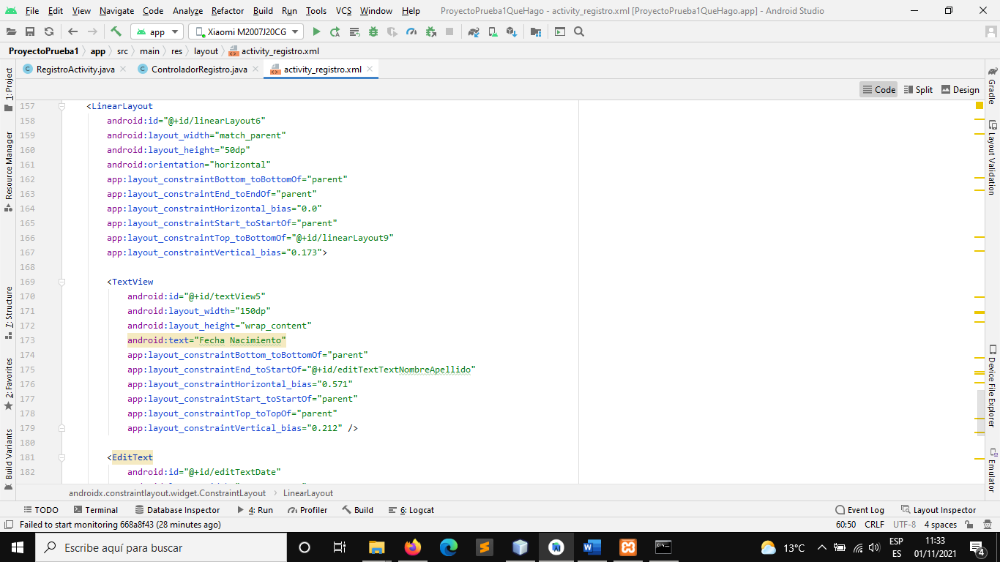 File Edit View Navigate Code Analyze Refactor Build Run Tools VCS Window Help ProyectoPrueba1QueHago - activity_registro.xml [ProyectoPrueba1QueHago.app] - Android Studio
app Xiaomi M2007J20CG
ProyectoPrueba1 app src main res layout activity_registro.xml
RegistroActivity.java ControladorRegistro.java activity_registro.xml
Code Split Design
1: Project
Resource Manager
7: Structure
2: Favorites
Build Variants
157 <LinearLayout
158 android:id="@+id/linearLayout6"
159 android:layout_width="match_parent"
160 android:layout_height="50dp"
161 android:orientation="horizontal"
162 app:layout_constraintBottom_toBottomOf="parent"
163 app:layout_constraintEnd_toEndOf="parent"
164 app:layout_constraintHorizontal_bias="0.0"
165 app:layout_constraintStart_toStartOf="parent"
166 app:layout_constraintTop_toBottomOf="@+id/linearLayout9"
167 app:layout_constraintVertical_bias="0.173">
168
169 <TextView
170 android:id="@+id/textView5"
171 android:layout_width="150dp"
172 android:layout_height="wrap_content"
173 android:text="Fecha Nacimiento"
174 app:layout_constraintBottom_toBottomOf="parent"
175 app:layout_constraintEnd_toStartOf="@+id/editTextTextNombreApellido"
176 app:layout_constraintHorizontal_bias="0.571"
177 app:layout_constraintStart_toStartOf="parent"
178 app:layout_constraintTop_toTopOf="parent"
179 app:layout_constraintVertical_bias="0.212" />
180
181 <EditText
182 android:id="@+id/editTextDate"
Gradle
Layout Validation
Device File Explorer
Emulator
androidx.constraintlayout.widget.ConstraintLayout LinearLayout
TODO Terminal Database Inspector 4: Run Profiler Build 6: Logcat Event Log Layout Inspector
Failed to start monitoring 668a8f43 (28 minutes ago) 60:50 CRLF UTF-8 4 spaces
Escribe aquí para buscar 13°C ESP ES 11:33 01/11/2021 4